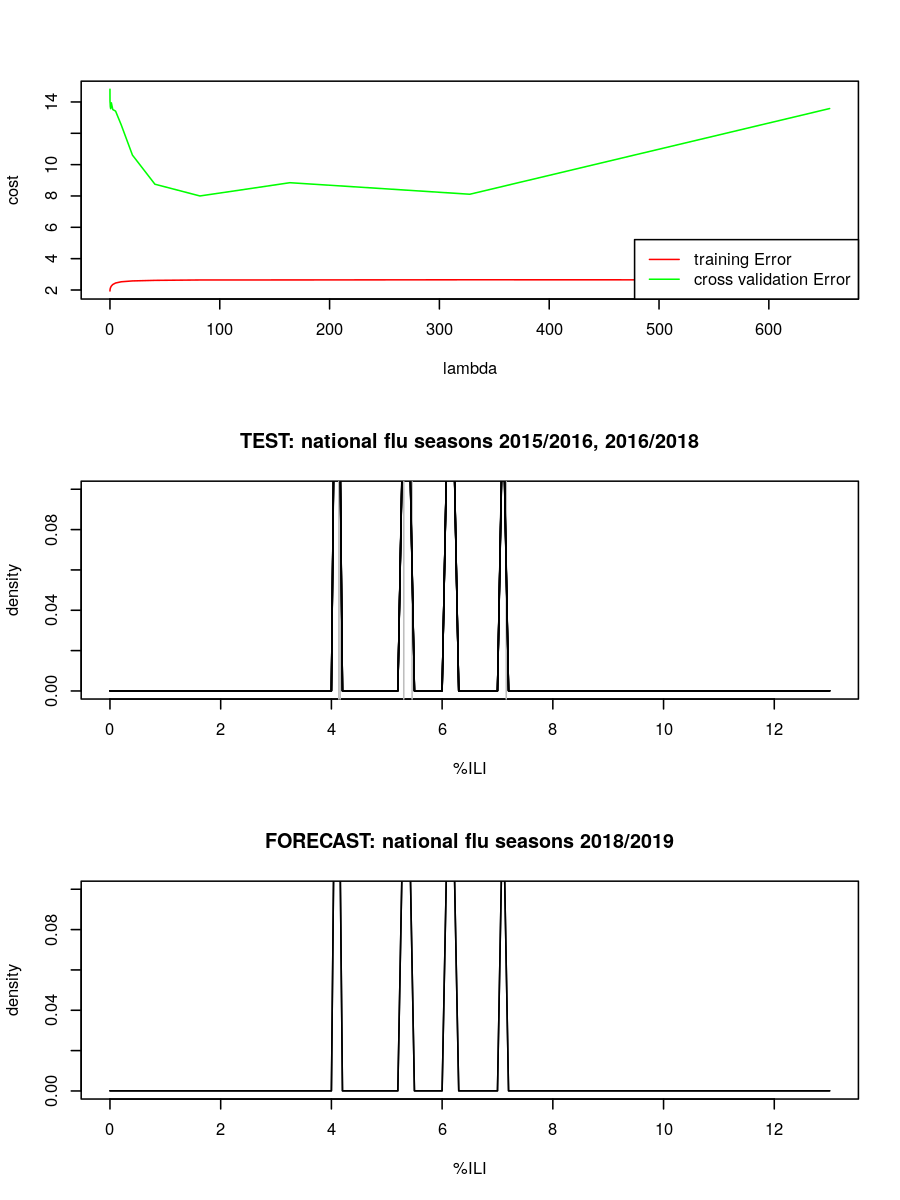 cost
14
10
8
6
4
2
training Error
cross validation Error
0 100 200 300 400 500 600
lambda
TEST: national flu seasons 2015/2016, 2016/2018
density
0.08
0.04
0.00
0 2 4 6 8 10 12
%ILI
FORECAST: national flu seasons 2018/2019
density
0.08
0.04
0.00
0 2 4 6 8 10 12
%ILI